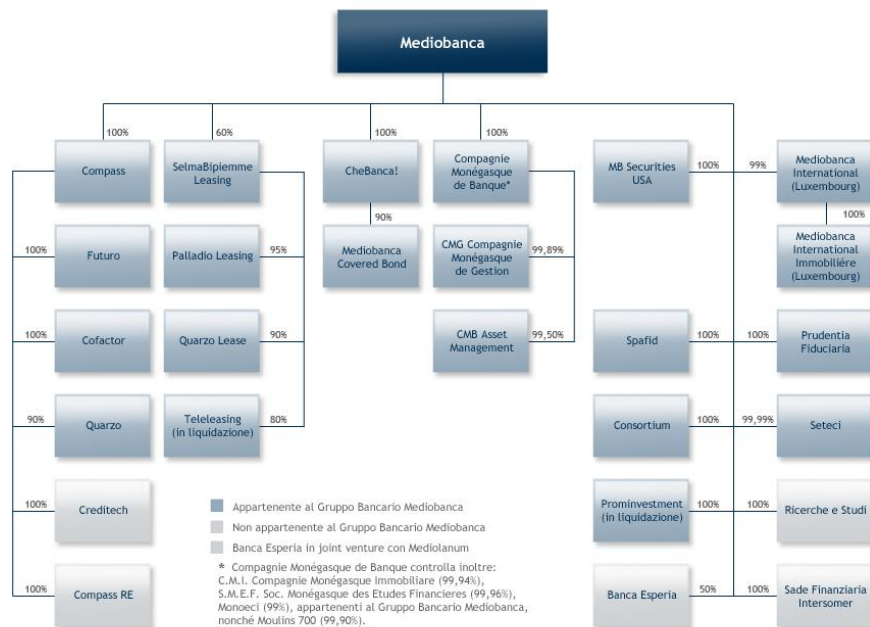 Mediobanca
100%
60%
100%
100%
Compass
SelmaBipiemme
Leasing
CheBanca!
Compagnie
Monégasque
de Banque*
MB Securities
USA
100%
99%
Mediobanca
International
(Luxembourg)
90%
100%
100%
Futuro
Palladio Leasing
95%
Mediobanca
Covered Bond
CMG Compagnie
Monégasque
de Gestion
99,89%
Mediobanca
International
Immobiliére
(Luxembourg)
100%
Cofactor
Quarzo Lease
90%
CMB Asset
Management
99,50%
Spafid
100%
100%
Prudentia
Fiduciaria
90%
Quarzo
Teleleasing
(in liquidazione)
80%
Consortium
100%
99,99%
Seteci
100%
Creditech
Prominvestment
(in liquidazione)
100%
100%
Ricerche e Studi
100%
Compass RE
Banca Esperia
50%
100%
Sade Finanziaria
Intersomer
Appartenente al Gruppo Bancario Mediobanca
Non appartenente al Gruppo Bancario Mediobanca
Banca Esperia in joint venture con Mediolanum
* Compagnie Monégasque de Banque controlla inoltre:
C.M.I. Compagnie Monégasque Immobiliare (99,94%),
S.M.E.F. Soc. Monégasque des Etudes Financieres (99,96%),
Monoeci (99%), appartenenti al Gruppo Bancario Mediobanca,
nonché Moulins 700 (99,90%).